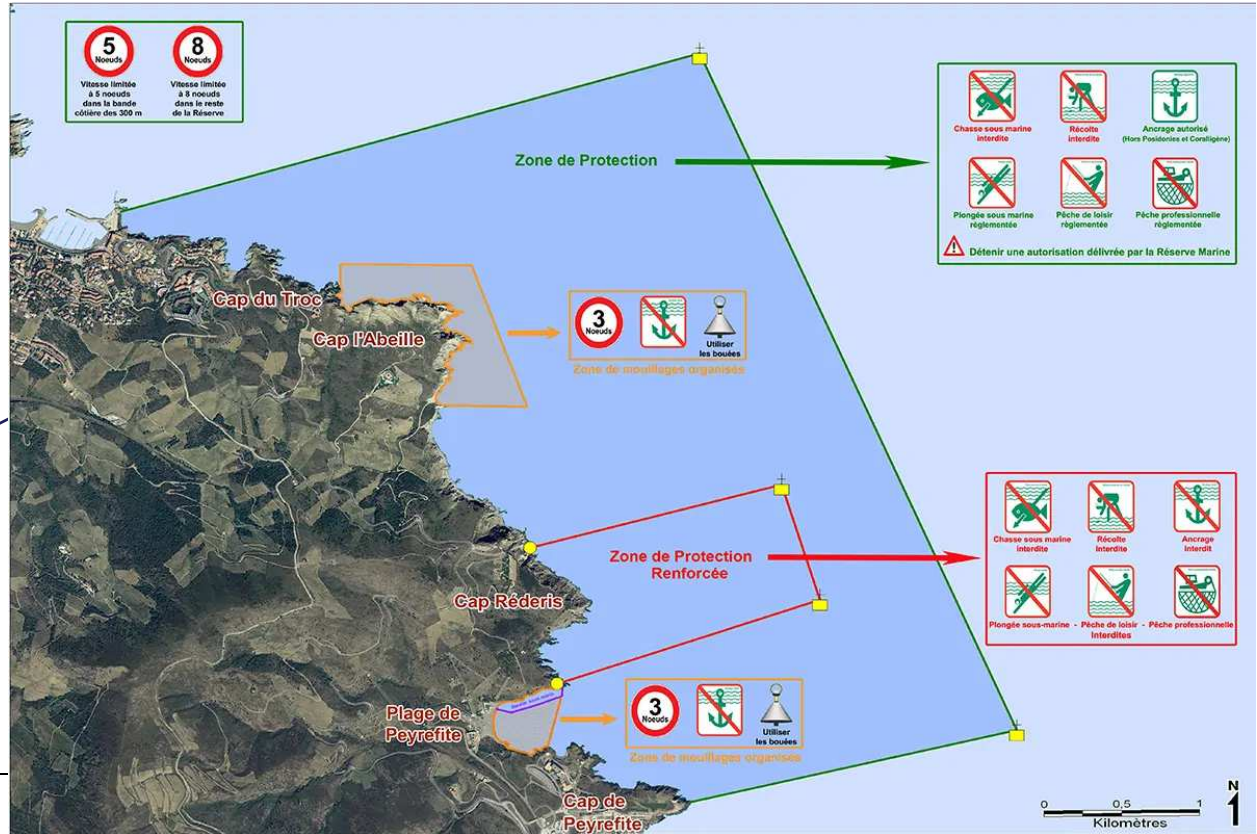 5
Noeuds
8
Noeuds
Vitesse limitée
à 5 noeuds
dans la bande
côtière des 300 m
Vitesse limitée
à 8 noeuds
dans le reste
de la Réserve
Zone de Protection
Chasse sous marine
interdite
Récolte
interdite
Ancrage autorisé
(Hors Posidonies et Coralligène)
Plongée sous marine
réglementée
Pêche de loisir
règlementée
Pêche professionnelle
règlementée
Détenir une autorisation délivrée par la Réserve Marine
Cap du Troc
Cap l'Abeille
3
Noeuds
Utiliser
les bouées
Zone de mouillages organisés
Zone de Protection
Renforcée
Chasse sous marine
interdite
Récolte
Interdite
Ancrage
Interdit
Plongée sous-marine - Pêche de loisir - Pêche professionnelle
Interdites
Cap Réderis
Plage de
Peyrefite
3
Noeuds
Utiliser
les bouées
Zone de mouillages organisés
Cap de
Peyrefite
0 0,5 1
Kilomètres
N